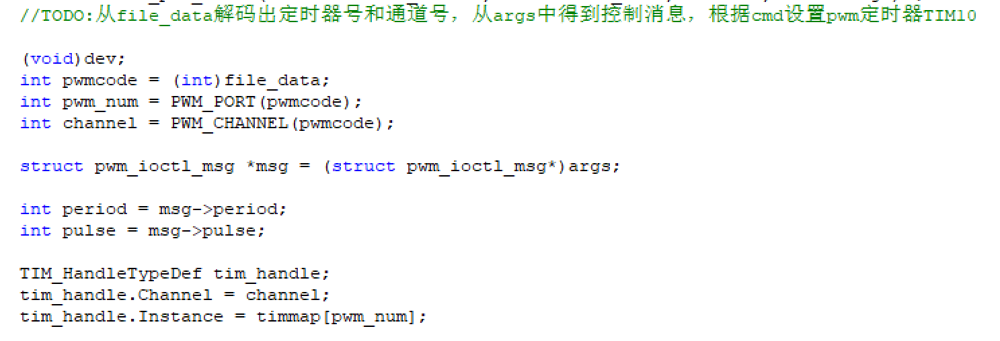 //TODO:从file_data解码出定时器号和通道号，从args中得到控制消息，根据cmd设置pwm定时器TIM10
(void)dev;
int pwmcode = (int)file_data;
int pwm_num = PWM_PORT(pwmcode);
int channel = PWM_CHANNEL(pwmcode);
struct pwm_ioctl_msg *msg = (struct pwm_ioctl_msg*)args;
int period = msg->period;
int pulse = msg->pulse;
TIM_HandleTypeDef tim_handle;
tim_handle.Channel = channel;
tim_handle.Instance = timmap[pwm_num];